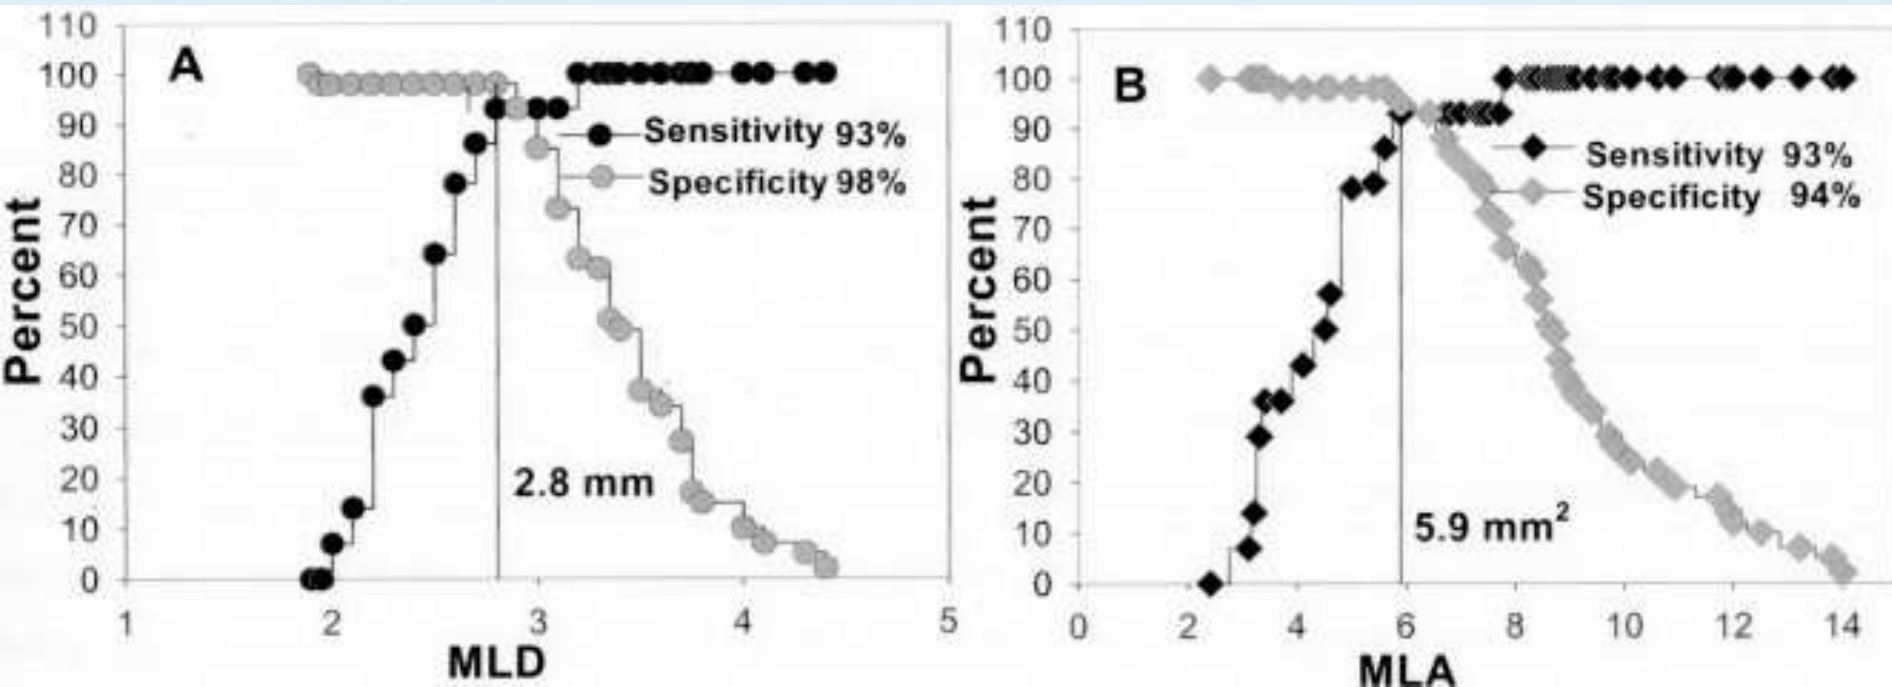 A
110
100
90
80
70
60
50
40
30
20
10
0
Percent
Sensitivity 93%
Specificity 98%
2.8 mm
1 2 3 4 5
MLD
B
110
100
90
80
70
60
50
40
30
20
10
0
Percent
Sensitivity 93%
Specificity 94%
5.9 mm²
0 2 4 6 8 10 12 14
MLA